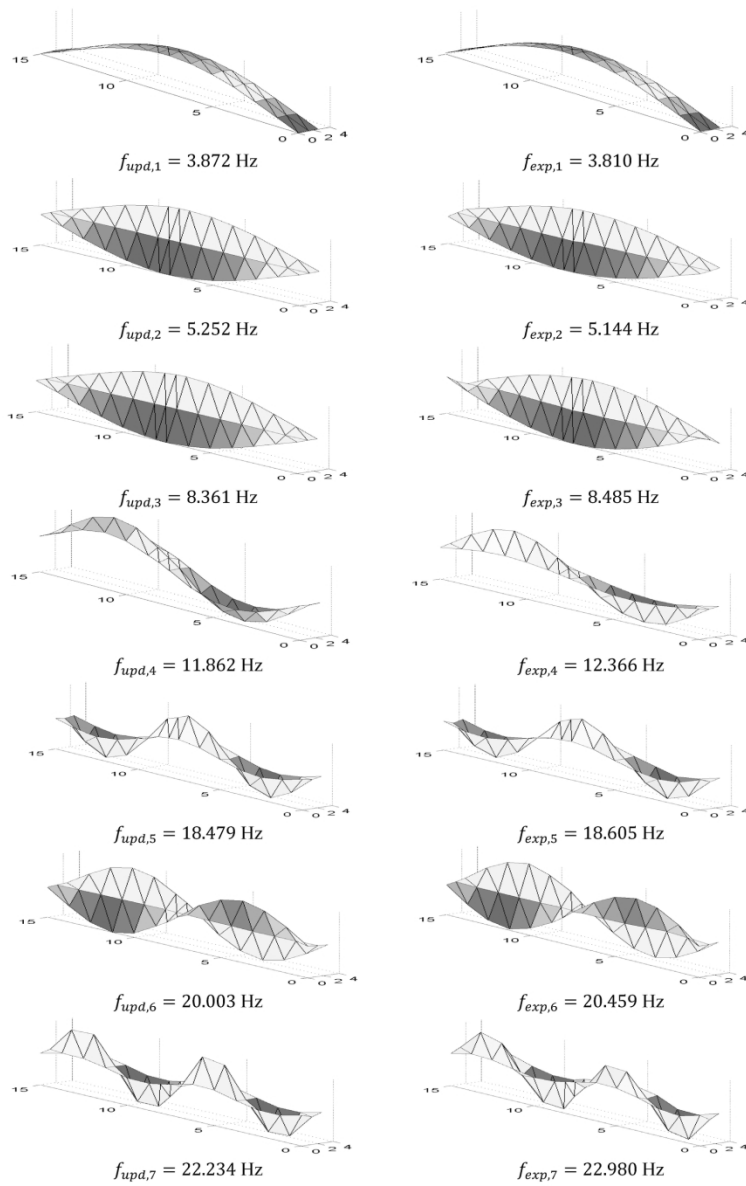 15 10 5 0 0 2 4 15 10 5 0 0 2 4
f_{upd,1} = 3.872 Hz f_{exp,1} = 3.810 Hz
15 10 5 0 0 2 4 15 10 5 0 0 2 4
f_{upd,2} = 5.252 Hz f_{exp,2} = 5.144 Hz
15 10 5 0 0 2 4 15 10 5 0 0 2 4
f_{upd,3} = 8.361 Hz f_{exp,3} = 8.485 Hz
15 10 5 0 0 2 4 15 10 5 0 0 2 4
f_{upd,4} = 11.862 Hz f_{exp,4} = 12.366 Hz
15 10 5 0 0 2 4 15 10 5 0 0 2 4
f_{upd,5} = 18.479 Hz f_{exp,5} = 18.605 Hz
15 10 5 0 0 2 4 15 10 5 0 0 2 4
f_{upd,6} = 20.003 Hz f_{exp,6} = 20.459 Hz
15 10 5 0 0 2 4 15 10 5 0 0 2 4
f_{upd,7} = 22.234 Hz f_{exp,7} = 22.980 Hz